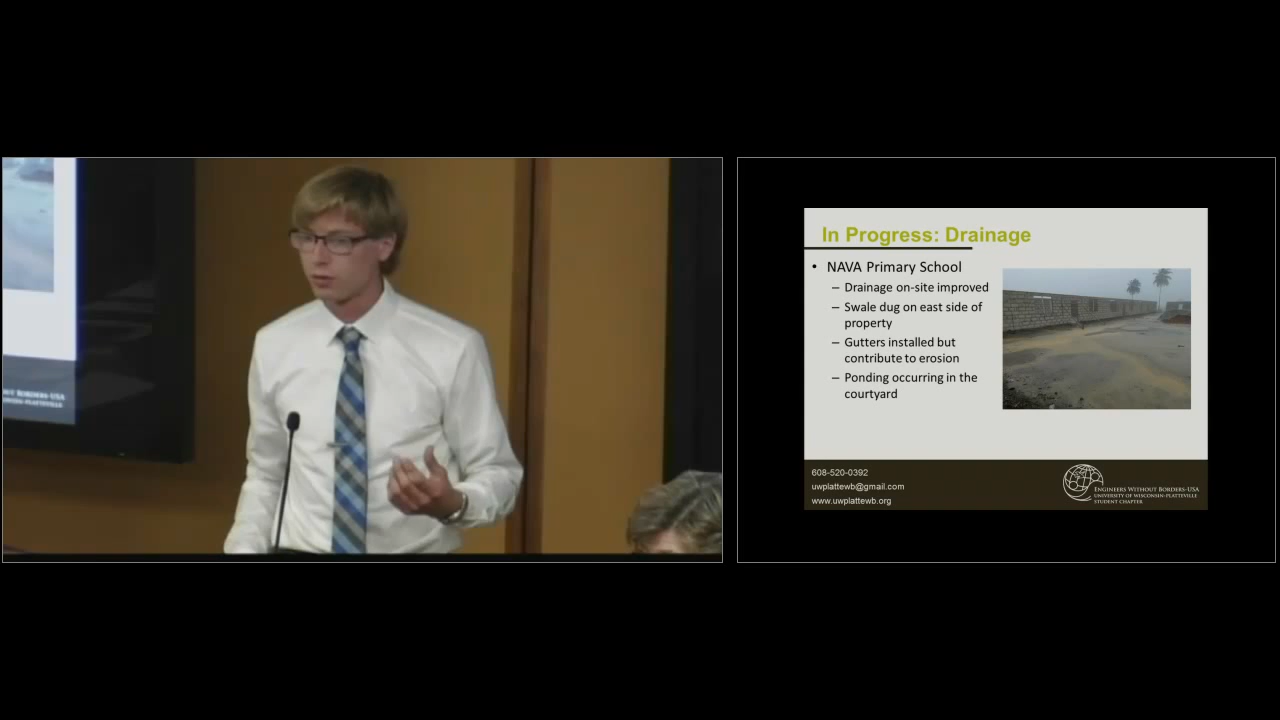 In Progress: Drainage
• NAVA Primary School
– Drainage on-site improved
– Swale dug on east side of
property
– Gutters installed but
contribute to erosion
– Ponding occurring in the
courtyard
608-520-0392
uwplattewb@gmail.com
www.uwplattewb.org
ENGINEERS WITHOUT BORDERS-USA
UNIVERSITY OF WISCONSIN-PLATTEVILLE
STUDENT CHAPTER
BORDERS-USA